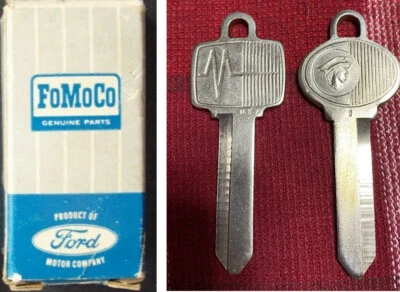 FoMoCo
GENUINE PARTS
PRODUCT OF
Ford
MOTOR COMPANY